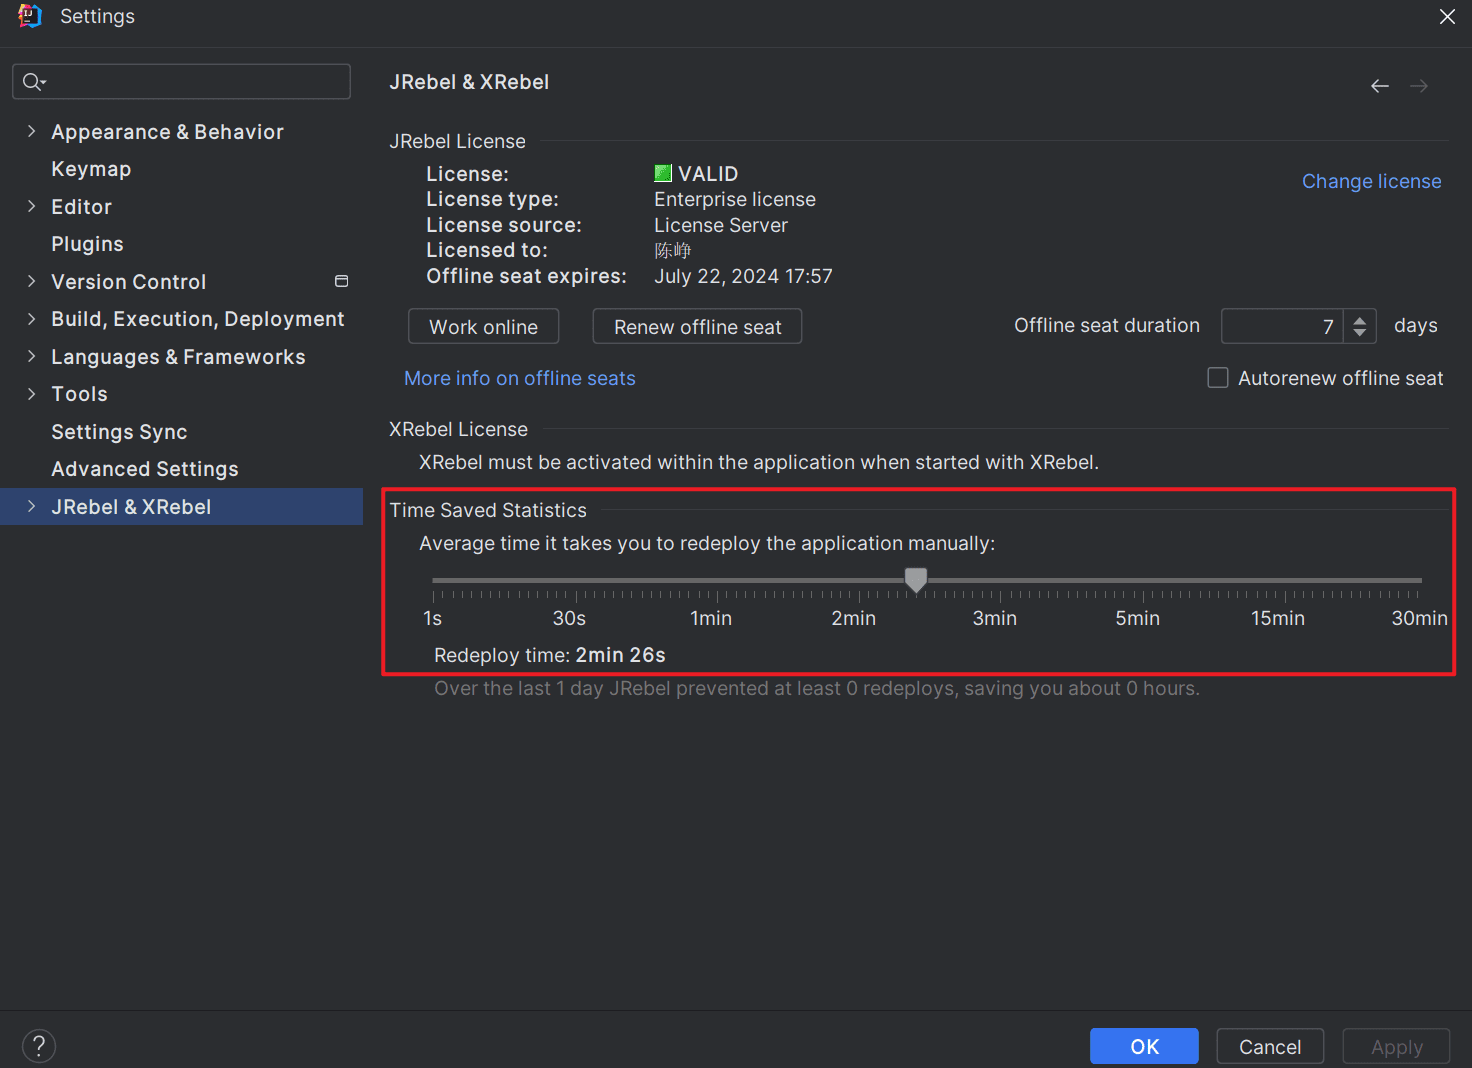 Settings
Appearance & Behavior
Keymap
Editor
Plugins
Version Control
Build, Execution, Deployment
Languages & Frameworks
Tools
Settings Sync
Advanced Settings
JRebel & XRebel
JRebel & XRebel
JRebel License
License: VALID
License type: Enterprise license
License source: License Server
Licensed to: 陈峥
Offline seat expires: July 22, 2024 17:57
Change license
Work online Renew offline seat Offline seat duration 7 days
More info on offline seats Autorenew offline seat
XRebel License
XRebel must be activated within the application when started with XRebel.
Time Saved Statistics
Average time it takes you to redeploy the application manually:
1s 30s 1min 2min 3min 5min 15min 30min
Redeploy time: 2min 26s
Over the last 1 day JRebel prevented at least 0 redeploys, saving you about 0 hours.
? OK Cancel Apply